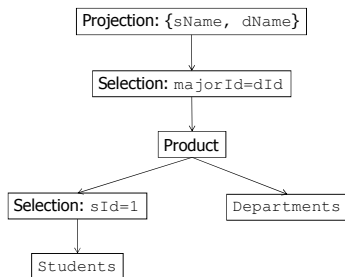 Projection: {sName, dName}
Selection: majorId=dId
Product
Selection: sId=1
Departments
Students